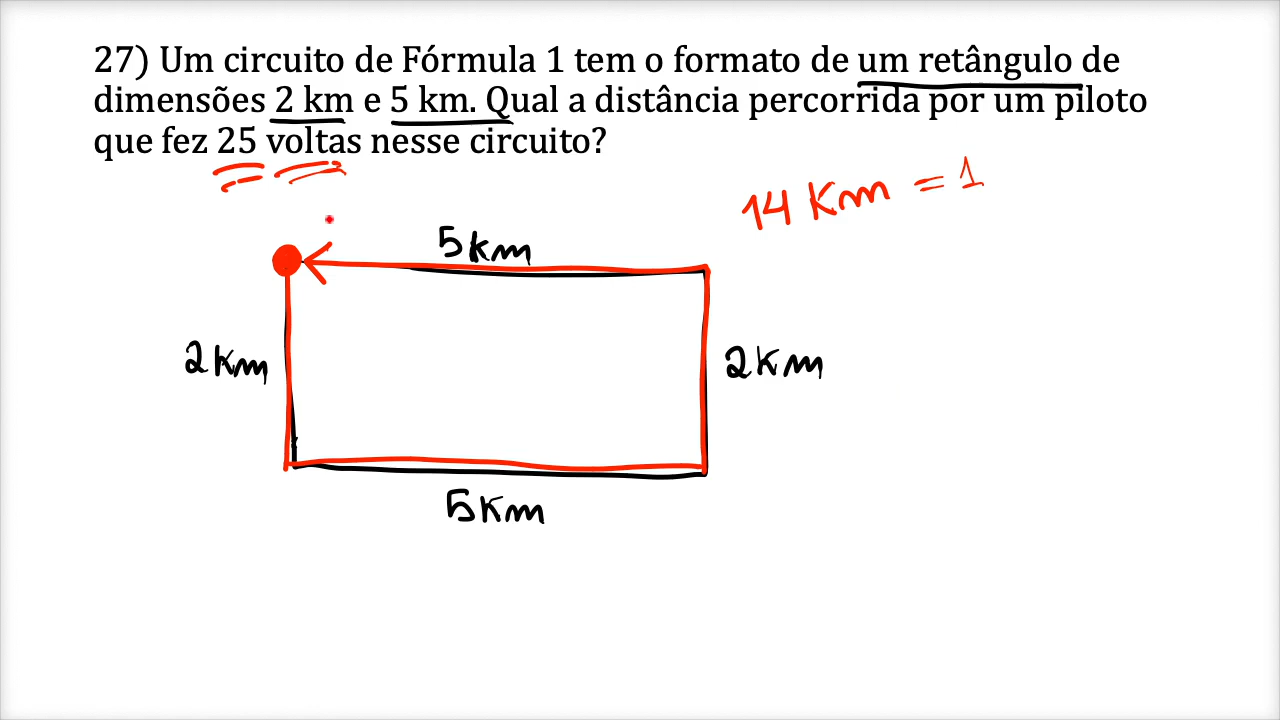 27) Um circuito de Fórmula 1 tem o formato de um retângulo de
dimensões 2 km e 5 km. Qual a distância percorrida por um piloto
que fez 25 voltas nesse circuito?
14 Km = 1
5km
2Km
2Km
5Km